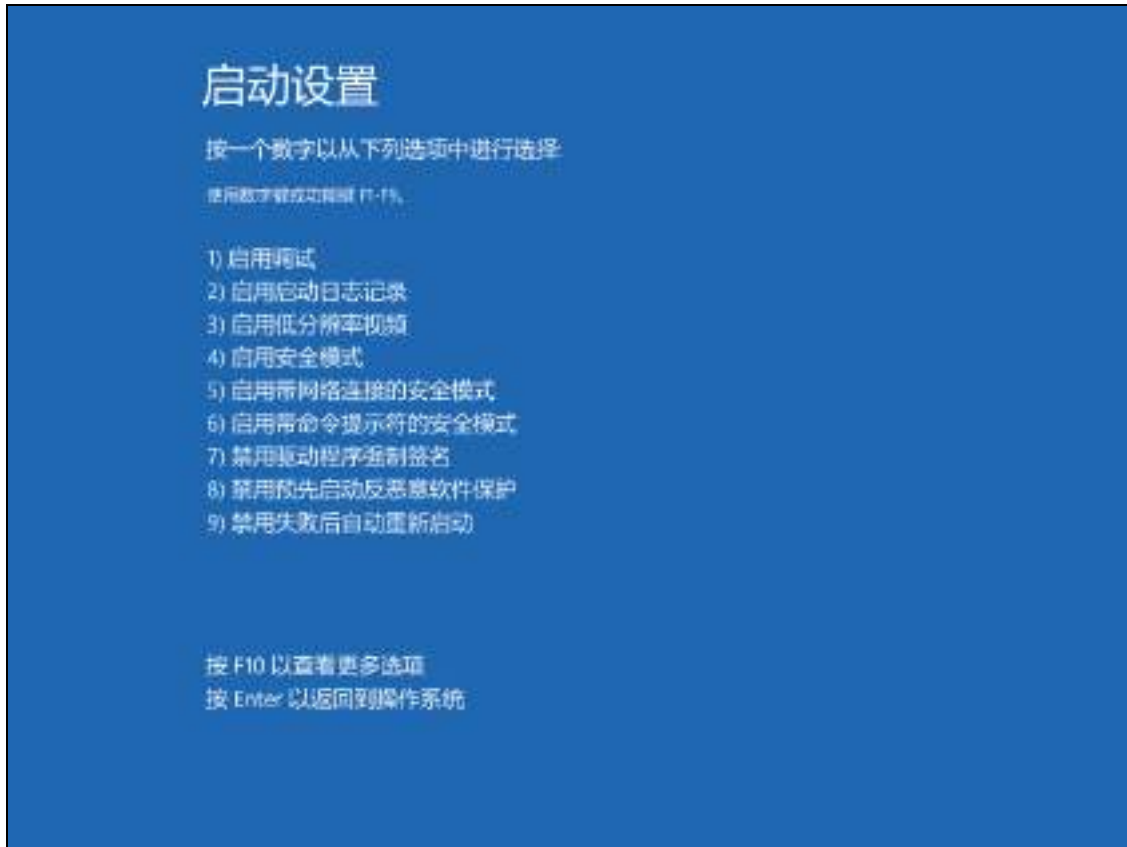 启动设置
按一个数字以从下列选项中进行选择:
使用数字键或功能键 F1-F9。
1) 启用调试
2) 启用启动日志记录
3) 启用低分辨率视频
4) 启用安全模式
5) 启用带网络连接的安全模式
6) 启用带命令提示符的安全模式
7) 禁用驱动程序强制签名
8) 禁用预先启动反恶意软件保护
9) 禁用失败后自动重新启动
按 F10 以查看更多选项
按 Enter 以返回到操作系统